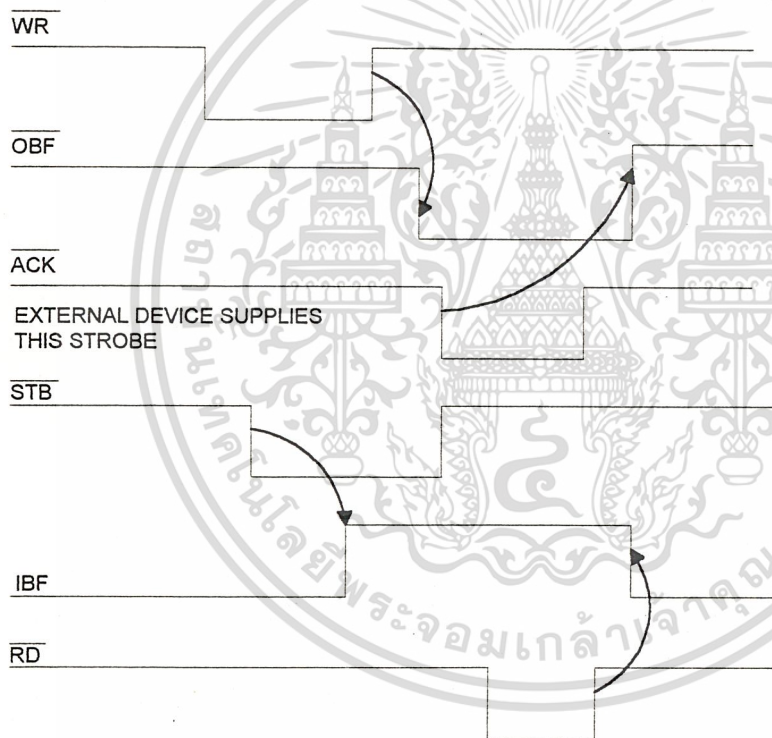 WR
OBF
ACK
EXTERNAL DEVICE SUPPLIES
THIS STROBE
STB
IBF
RD